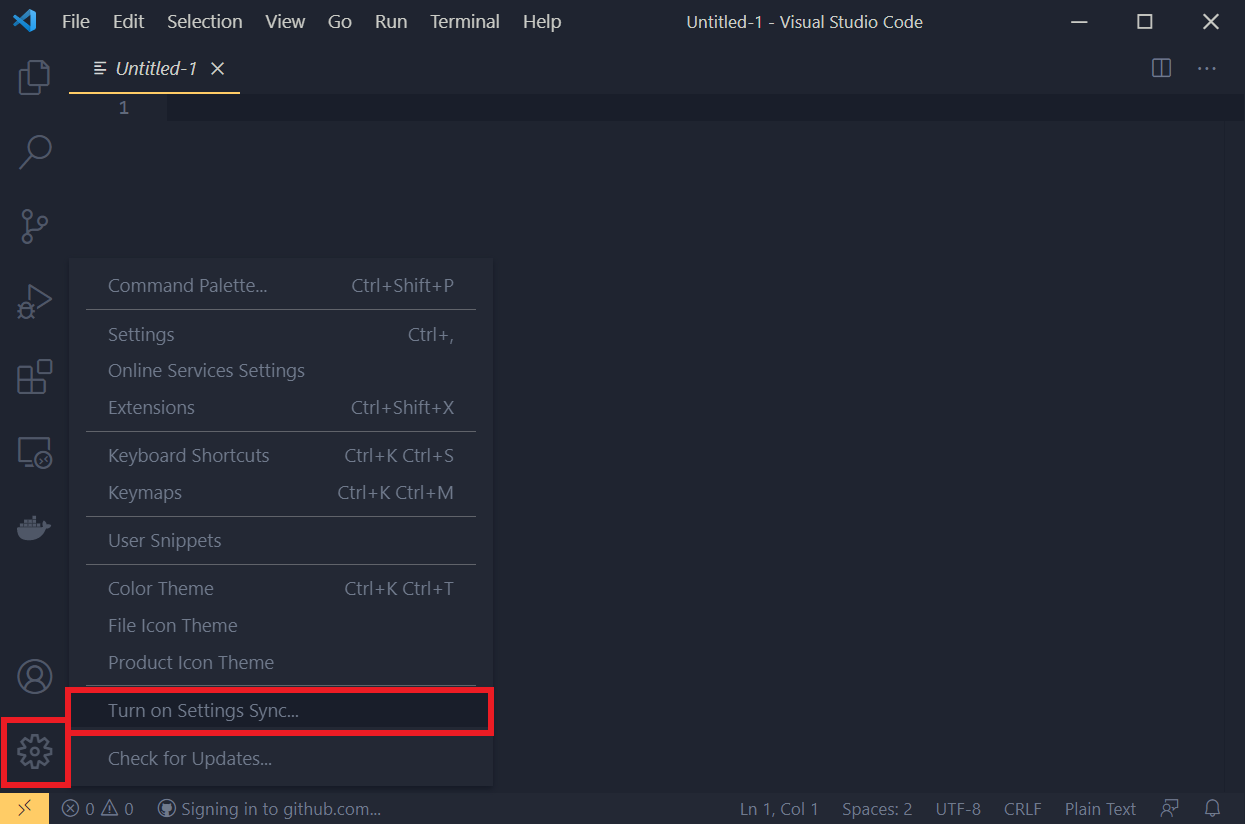 File Edit Selection View Go Run Terminal Help Untitled-1 - Visual Studio Code
Untitled-1
1
Command Palette... Ctrl+Shift+P
Settings Ctrl+,
Online Services Settings
Extensions Ctrl+Shift+X
Keyboard Shortcuts Ctrl+K Ctrl+S
Keymaps Ctrl+K Ctrl+M
User Snippets
Color Theme Ctrl+K Ctrl+T
File Icon Theme
Product Icon Theme
Turn on Settings Sync...
Check for Updates...
0 0 Signing in to github.com... Ln 1, Col 1 Spaces: 2 UTF-8 CRLF Plain Text